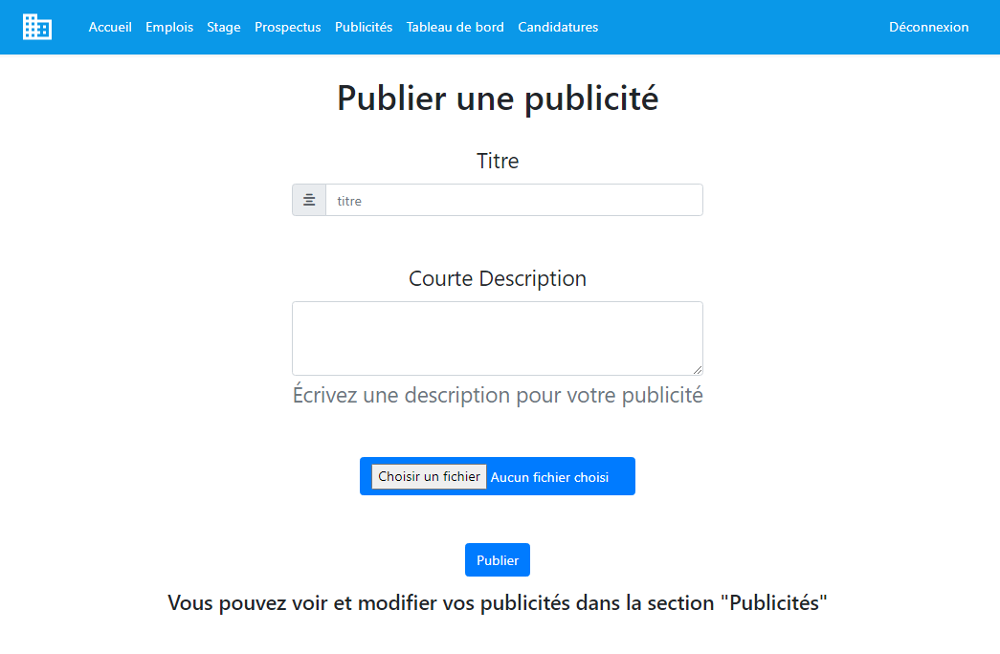 Accueil Emplois Stage Prospectus Publicités Tableau de bord Candidatures Déconnexion
Publier une publicité
Titre
titre
Courte Description
Écrivez une description pour votre publicité
Choisir un fichier Aucun fichier choisi
Publier
Vous pouvez voir et modifier vos publicités dans la section "Publicités"